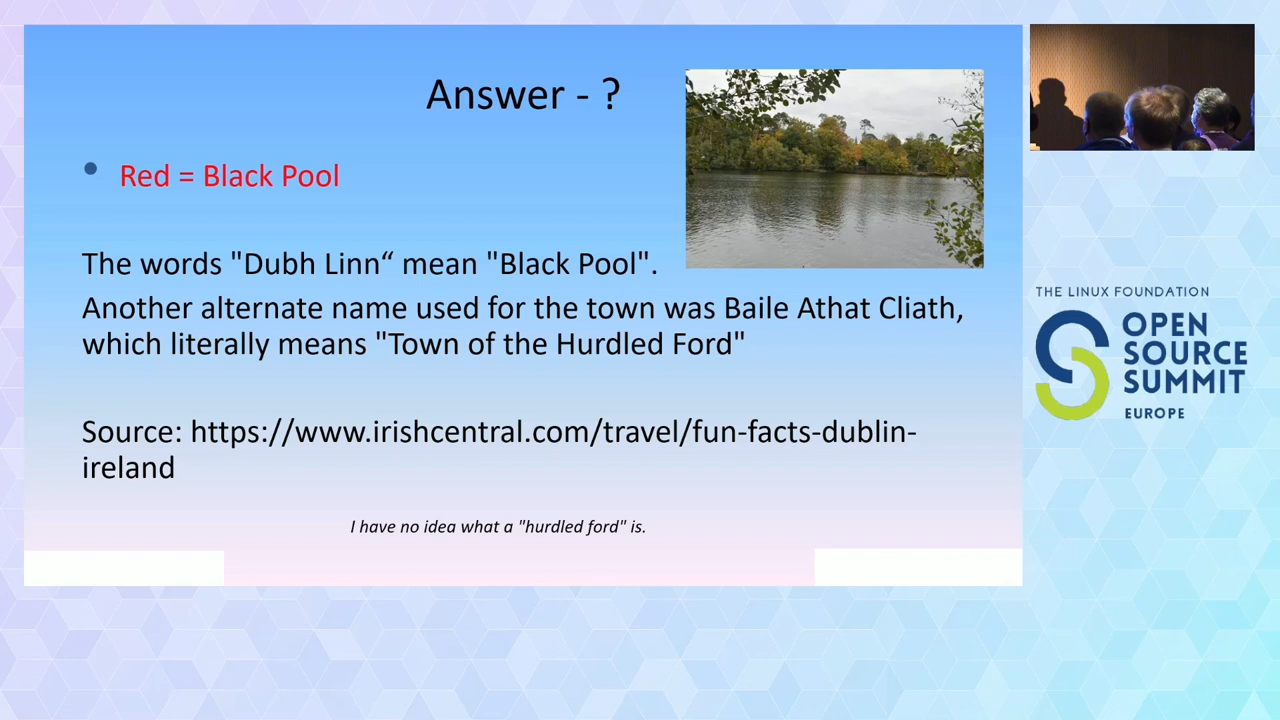 Answer - ?
• Red = Black Pool
The words "Dubh Linn“ mean "Black Pool".
Another alternate name used for the town was Baile Athat Cliath,
which literally means "Town of the Hurdled Ford"
Source: https://www.irishcentral.com/travel/fun-facts-dublin-
ireland
I have no idea what a "hurdled ford" is.
THE LINUX FOUNDATION
OPEN
SOURCE
SUMMIT
EUROPE